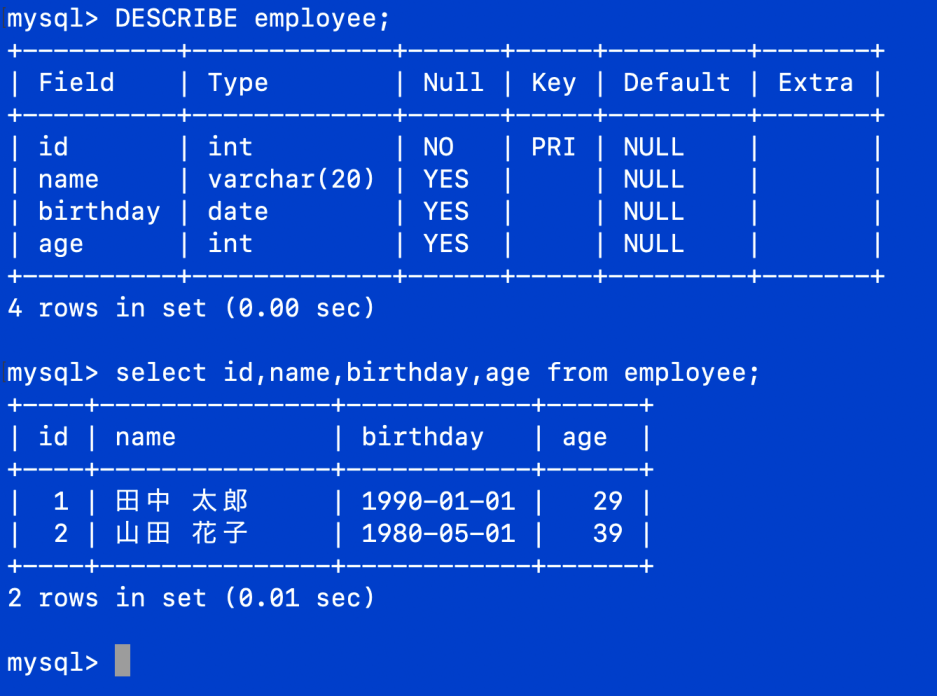 mysql> DESCRIBE employee;
+----------+-------------+------+-----+---------+-------+
| Field    | Type        | Null | Key | Default | Extra |
+----------+-------------+------+-----+---------+-------+
| id       | int         | NO   | PRI | NULL    |       |
| name     | varchar(20) | YES  |     | NULL    |       |
| birthday | date        | YES  |     | NULL    |       |
| age      | int         | YES  |     | NULL    |       |
+----------+-------------+------+-----+---------+-------+
4 rows in set (0.00 sec)

mysql> select id,name,birthday,age from employee;
+----+---------------+------------+------+
| id | name          | birthday   | age  |
+----+---------------+------------+------+
|  1 | 田中 太郎     | 1990-01-01 |   29 |
|  2 | 山田 花子     | 1980-05-01 |   39 |
+----+---------------+------------+------+
2 rows in set (0.01 sec)

mysql>